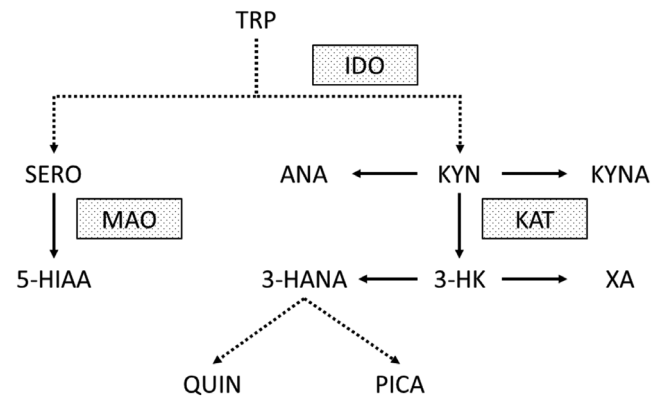 TRP
IDO
SERO
ANA
KYN
KYNA
MAO
KAT
5-HIAA
3-HANA
3-HK
XA
QUIN
PICA